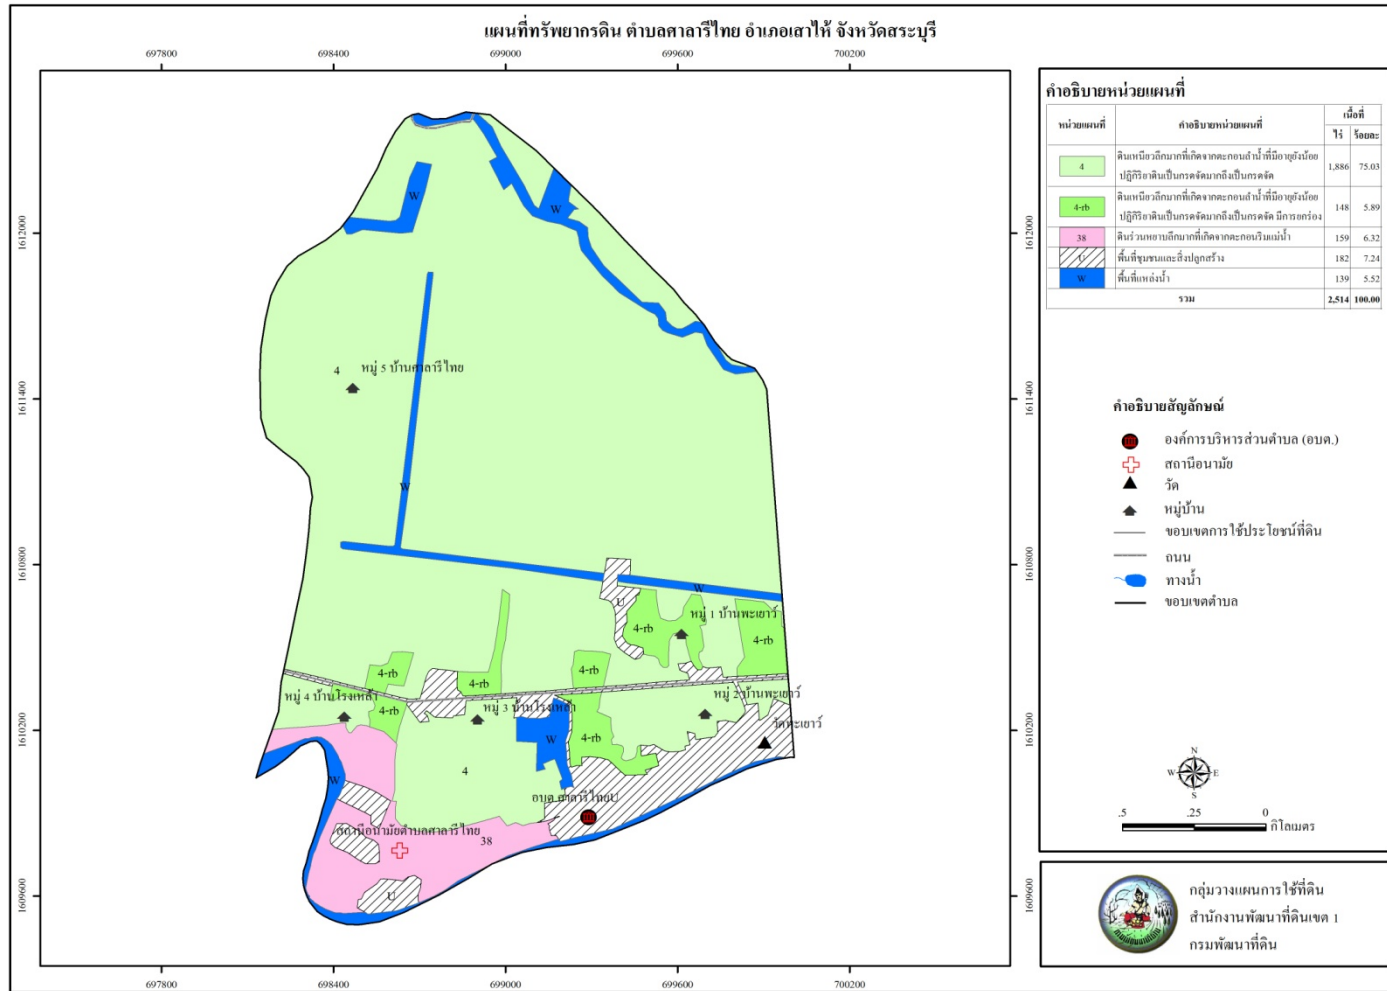 แผนที่ทรัพยากรดิน ตำบลศาลารีไทย อำเภอเสาไห้ จังหวัดสระบุรี
697800 698400 699000 699600 700200
คำอธิบายหน่วยแผนที่
หน่วยแผนที่ คำอธิบายหน่วยแผนที่ เนื้อที่
ไร่ ร้อยละ
4 ดินเหนียวลึกมากที่เกิดจากตะกอนลำน้ำที่มีอายุยังน้อย 1,886 75.03
ปฏิกิริยาดินเป็นกรดจัดมากถึงเป็นกรดจัด
4-rb ดินเหนียวลึกมากที่เกิดจากตะกอนลำน้ำที่มีอายุยังน้อย 148 5.89
ปฏิกิริยาดินเป็นกรดจัดมากถึงเป็นกรดจัด มีการยกร่อง
38 ดินร่วนหยาบลึกมากที่เกิดจากตะกอนริมแม่น้ำ 159 6.32
U พื้นที่ชุมชนและสิ่งปลูกสร้าง 182 7.24
W พื้นที่แหล่งน้ำ 139 5.52
รวม 2,514 100.00
คำอธิบายสัญลักษณ์
องค์การบริหารส่วนตำบล (อบต.)
สถานีอนามัย
วัด
หมู่บ้าน
ขอบเขตการใช้ประโยชน์ที่ดิน
ถนน
ทางน้ำ
ขอบเขตตำบล
N
W E
S
.5 .25 0
กิโลเมตร
กลุ่มวางแผนการใช้ที่ดิน
สำนักงานพัฒนาที่ดินเขต 1
กรมพัฒนาที่ดิน
W
W
1612000 1612000
4 หมู่ 5 บ้านศาลารีไทย
1611400 1611400
W
1610800 1610800
W
U
หมู่ 1 บ้านพะเยาว์
4-rb 4-rb
4-rb 4-rb 4-rb
หมู่ 4 บ้านโรงเหล้า หมู่ 2 บ้านพะเยาว์
หมู่ 3 บ้านโรงเหล้า
4-rb
วัดพะเยาว์
1610200 1610200
W 4-rb
4
W
อบต.ศาลารีไทย U
สถานีอนามัยตำบลศาลารีไทย
38
U
1609600 1609600
697800 698400 699000 699600 700200